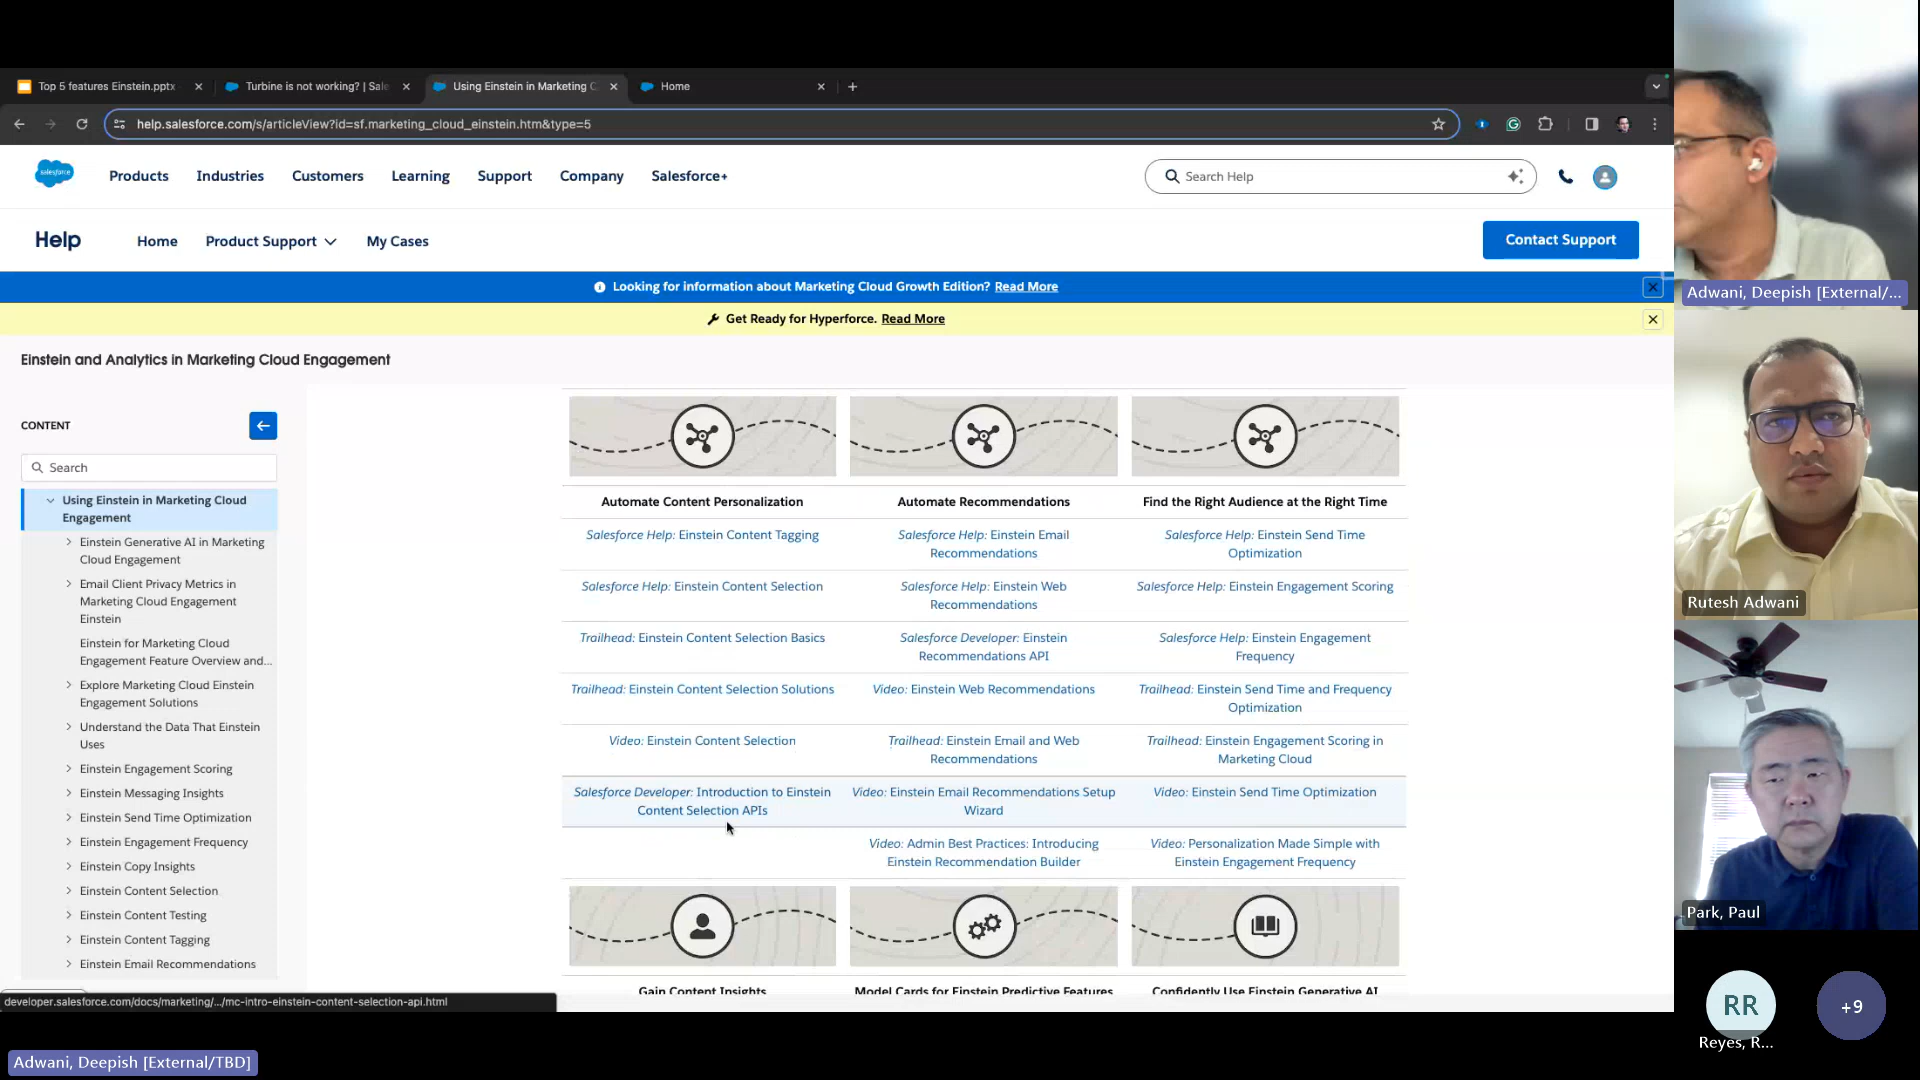 Top 5 features Einstein.pptx
Turbine is not working? | Sale
Using Einstein in Marketing C
Home
help.salesforce.com/s/articleView?id=sf.marketing_cloud_einstein.htm&type=5
salesforce
Products
Industries
Customers
Learning
Support
Company
Salesforce+
Search Help
Help
Home
Product Support
My Cases
Contact Support
Looking for information about Marketing Cloud Growth Edition? Read More
Get Ready for Hyperforce. Read More
Einstein and Analytics in Marketing Cloud Engagement
CONTENT
Search
Using Einstein in Marketing Cloud
Engagement
Einstein Generative AI in Marketing
Cloud Engagement
Email Client Privacy Metrics in
Marketing Cloud Engagement
Einstein
Einstein for Marketing Cloud
Engagement Feature Overview and...
Explore Marketing Cloud Einstein
Engagement Solutions
Understand the Data That Einstein
Uses
Einstein Engagement Scoring
Einstein Messaging Insights
Einstein Send Time Optimization
Einstein Engagement Frequency
Einstein Copy Insights
Einstein Content Selection
Einstein Content Testing
Einstein Content Tagging
Einstein Email Recommendations
Automate Content Personalization
Automate Recommendations
Find the Right Audience at the Right Time
Salesforce Help: Einstein Content Tagging
Salesforce Help: Einstein Email
Recommendations
Salesforce Help: Einstein Send Time
Optimization
Salesforce Help: Einstein Content Selection
Salesforce Help: Einstein Web
Recommendations
Salesforce Help: Einstein Engagement Scoring
Trailhead: Einstein Content Selection Basics
Salesforce Developer: Einstein
Recommendations API
Salesforce Help: Einstein Engagement
Frequency
Trailhead: Einstein Content Selection Solutions
Video: Einstein Web Recommendations
Trailhead: Einstein Send Time and Frequency
Optimization
Video: Einstein Content Selection
Trailhead: Einstein Email and Web
Recommendations
Trailhead: Einstein Engagement Scoring in
Marketing Cloud
Salesforce Developer: Introduction to Einstein
Content Selection APIs
Video: Einstein Email Recommendations Setup
Wizard
Video: Einstein Send Time Optimization
Video: Admin Best Practices: Introducing
Einstein Recommendation Builder
Video: Personalization Made Simple with
Einstein Engagement Frequency
Gain Content Insights
Model Cards for Einstein Predictive Features
Confidently Use Einstein Generative AI
developer.salesforce.com/docs/marketing/.../mc-intro-einstein-content-selection-api.html
Adwani, Deepish [External/...
Rutesh Adwani
Park, Paul
RR
Reyes, R...
+9
Adwani, Deepish [External/TBD]